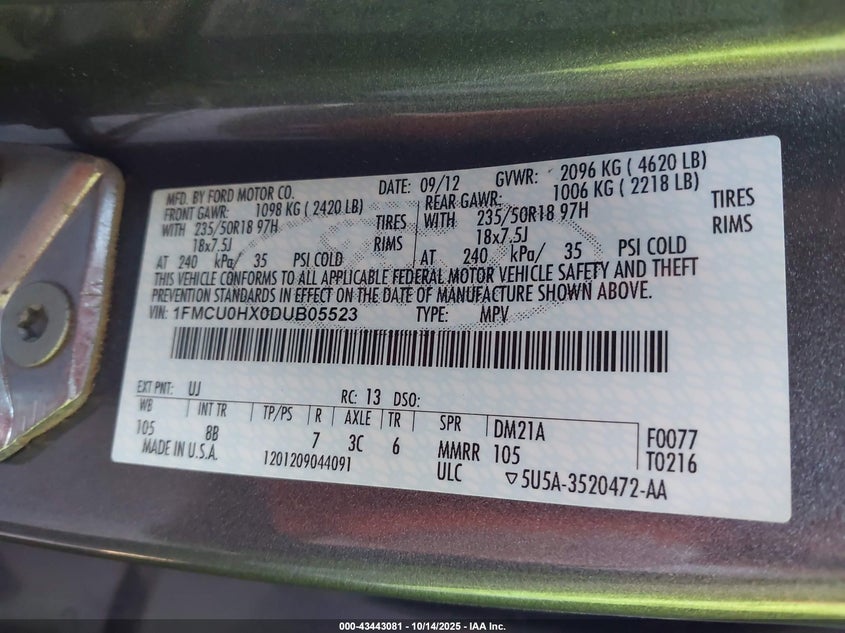 MFD. BY FORD MOTOR CO. DATE: 09/12 GVWR: 2096 KG ( 4620 LB)
FRONT GAWR: 1098 KG ( 2420 LB) REAR GAWR: 1006 KG ( 2218 LB)
WITH 235/50R18 97H TIRES WITH 235/50R18 97H TIRES
18x7.5J RIMS 18x7.5J RIMS
AT 240 kPa/ 35 PSI COLD AT 240 kPa/ 35 PSI COLD
THIS VEHICLE CONFORMS TO ALL APPLICABLE FEDERAL MOTOR VEHICLE SAFETY AND THEFT
PREVENTION STANDARDS IN EFFECT ON THE DATE OF MANUFACTURE SHOWN ABOVE.
VIN: 1FMCU0HX0DUB05523 TYPE: MPV
EXT PNT: UJ RC: 13 DSO:
WB INT TR TP/PS R AXLE TR SPR DM21A F0077
105 8B 7 3C 6 MMRR 105 T0216
MADE IN U.S.A. 1201209044091 ULC ▽5U5A-3520472-AA
000-43443081 - 10/14/2025 - IAA Inc.